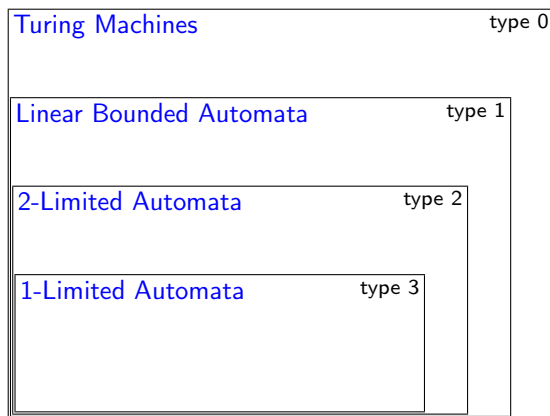 Turing Machines type 0
Linear Bounded Automata type 1
2-Limited Automata type 2
1-Limited Automata type 3